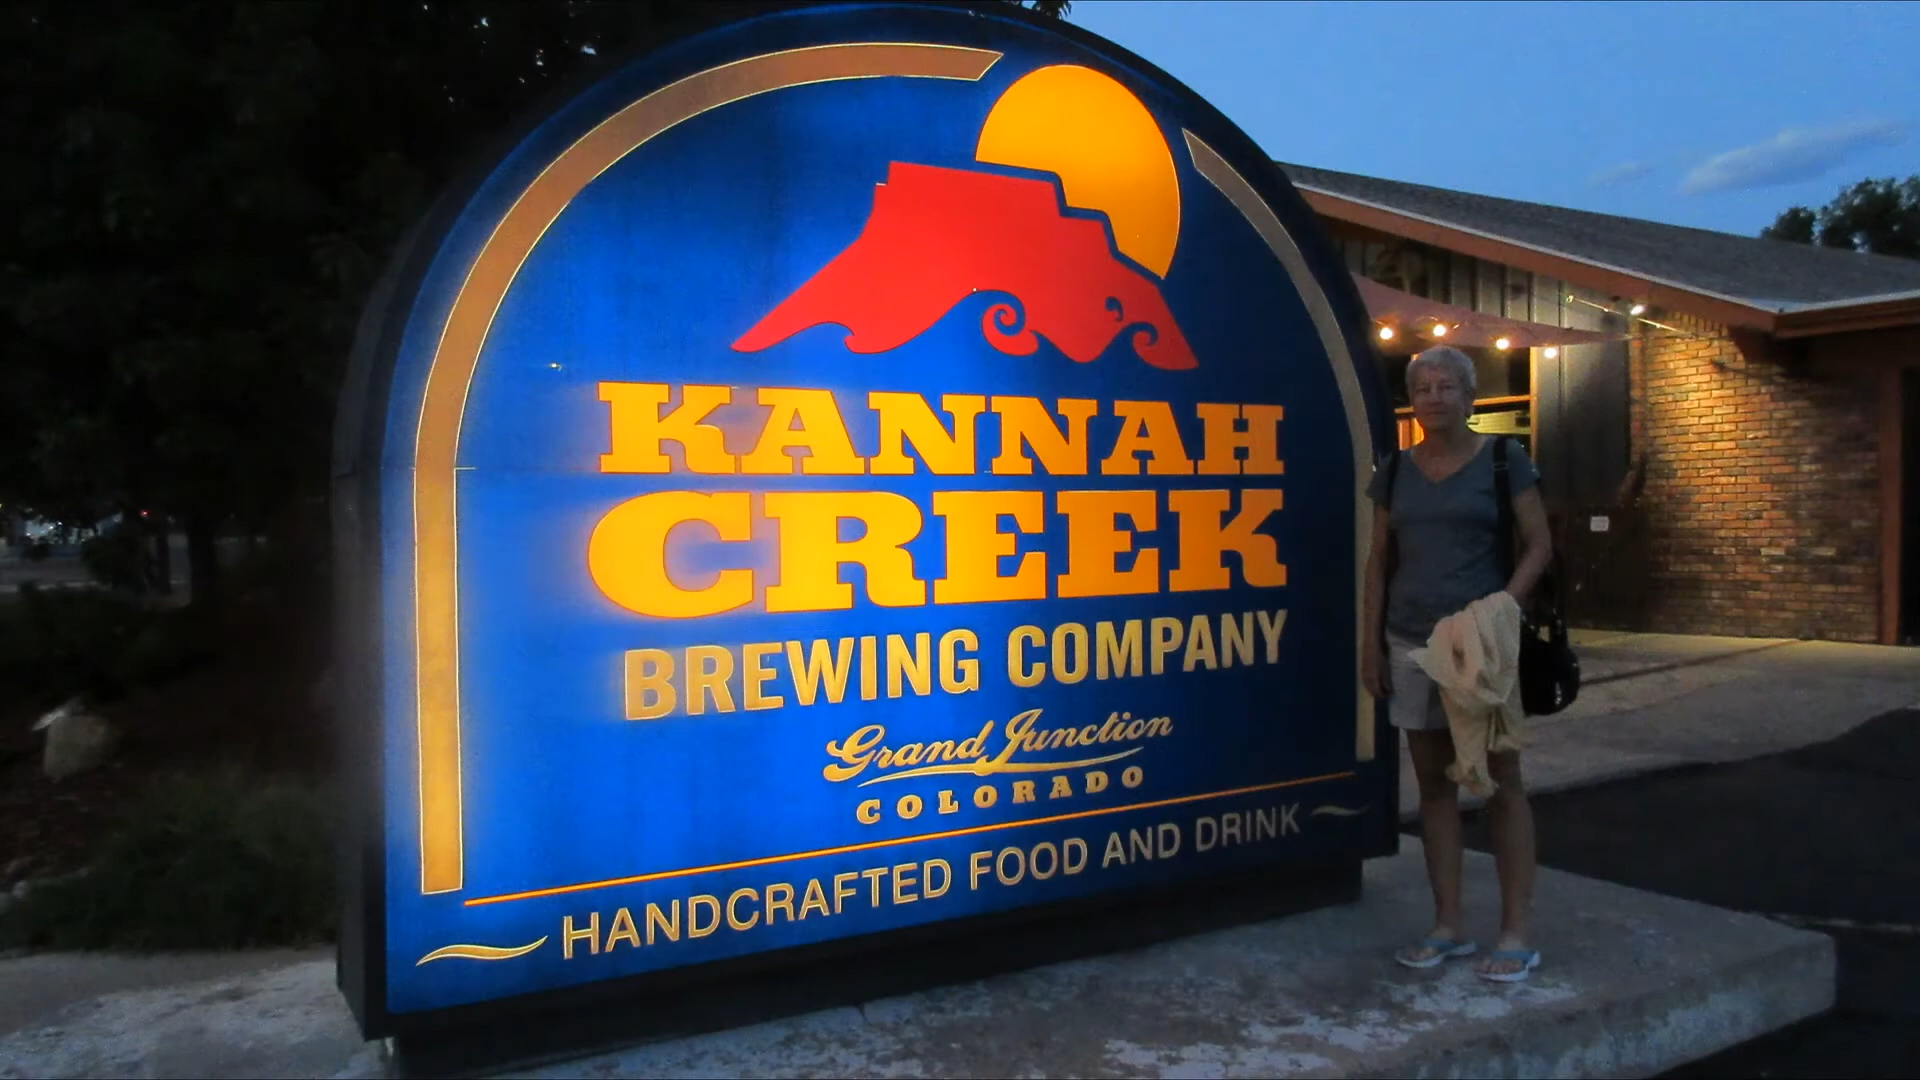 KANNAH
CREEK
BREWING COMPANY
Grand Junction
COLORADO
HANDCRAFTED FOOD AND DRINK